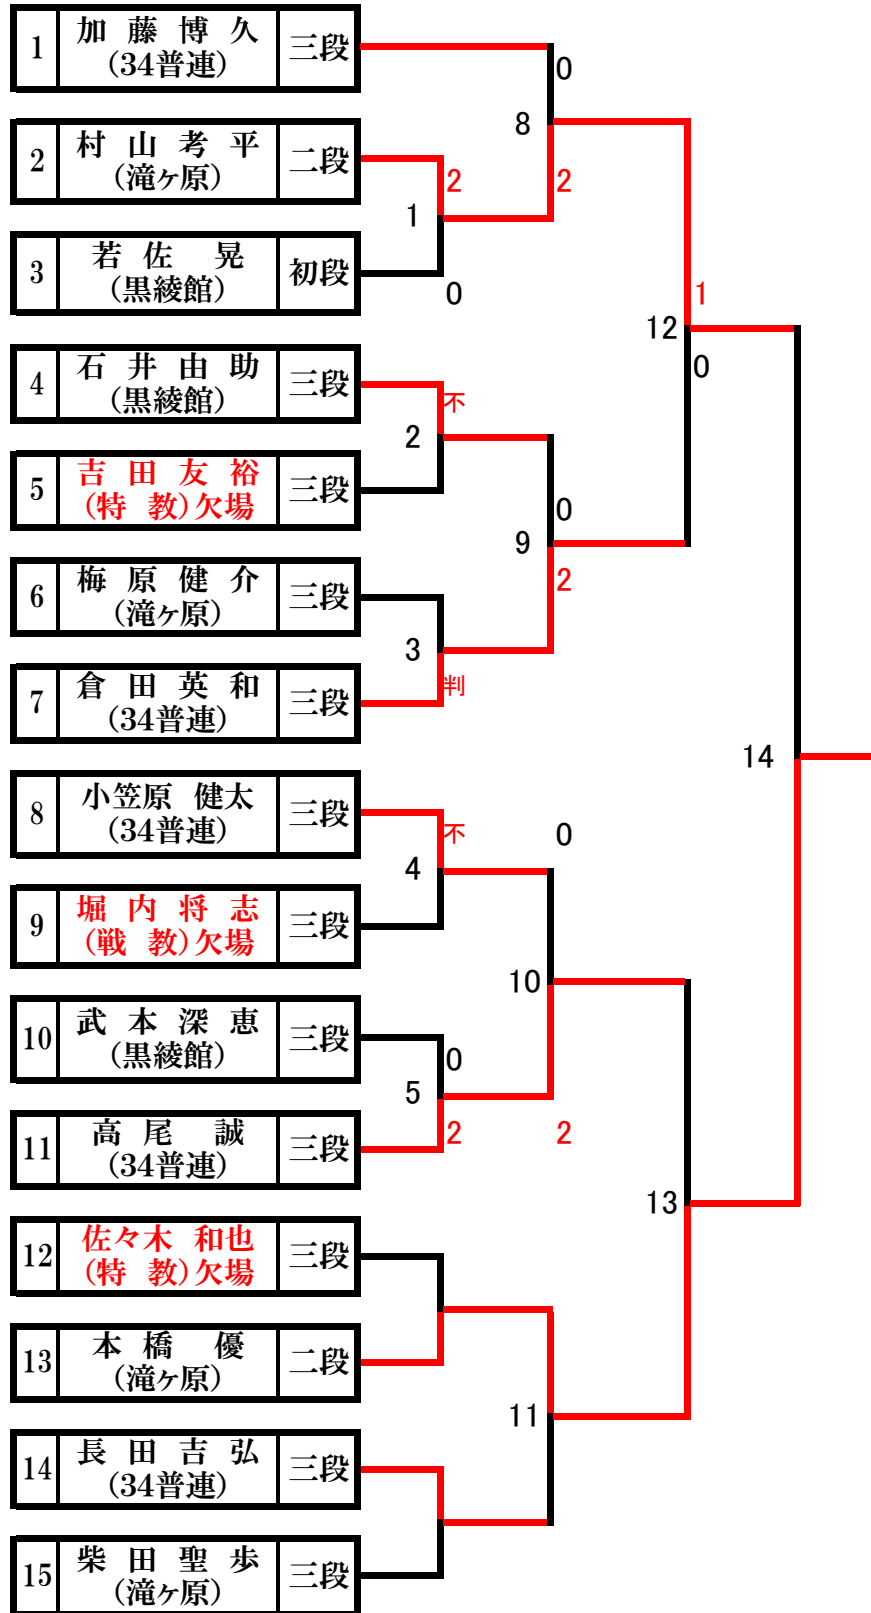 1 加藤博久 三段
(34普連)
0
8
2 村山考平 二段
(滝ヶ原)
2 2
1
3 若佐 晃 初段
(黒綾館)
0
1
12
0
4 石井由助 三段
(黒綾館)
不
2
5 吉田友裕 三段
(特 教)欠場
0
9
2
6 梅原健介 三段
(滝ヶ原)
3
7 倉田英和 三段
(34普連)
判
14
8 小笠原 健太 三段
(34普連)
不 0
4
9 堀内将志 三段
(戦 教)欠場
10
10 武本深恵 三段
(黒綾館)
0
5
11 高尾 誠 三段
(34普連)
2 2
13
12 佐々木 和也 三段
(特 教)欠場
13 本橋 優 二段
(滝ヶ原)
11
14 長田吉弘 三段
(34普連)
15 柴田聖歩 三段
(滝ヶ原)